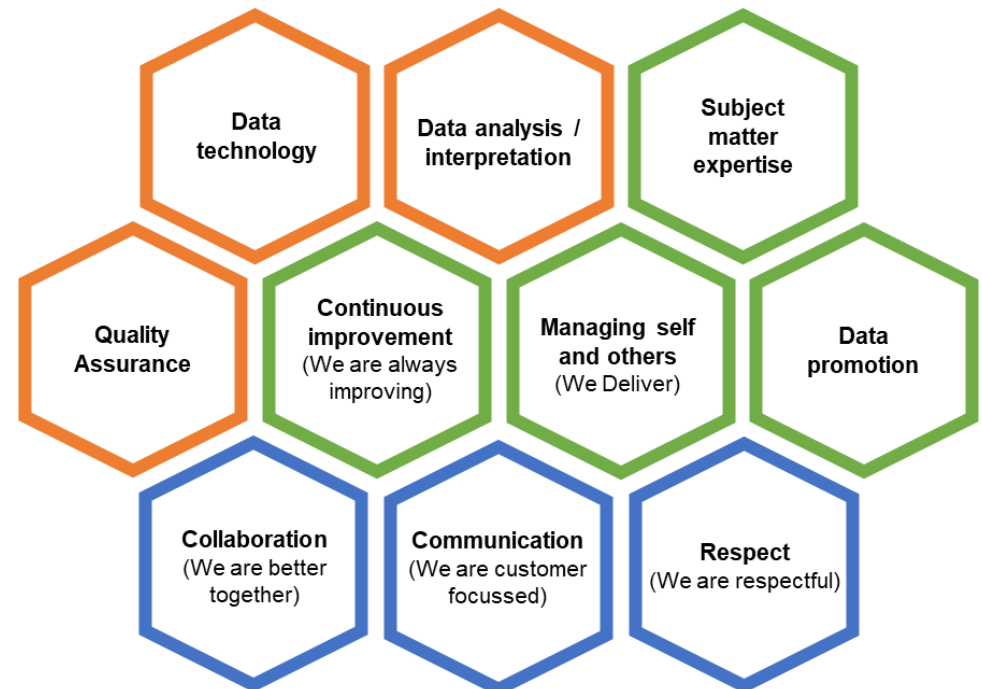 Data
technology
Data analysis /
interpretation
Subject
matter
expertise
Quality
Assurance
Continuous
improvement
(We are always
improving)
Managing self
and others
(We Deliver)
Data
promotion
Collaboration
(We are better
together)
Communication
(We are customer
focussed)
Respect
(We are respectful)